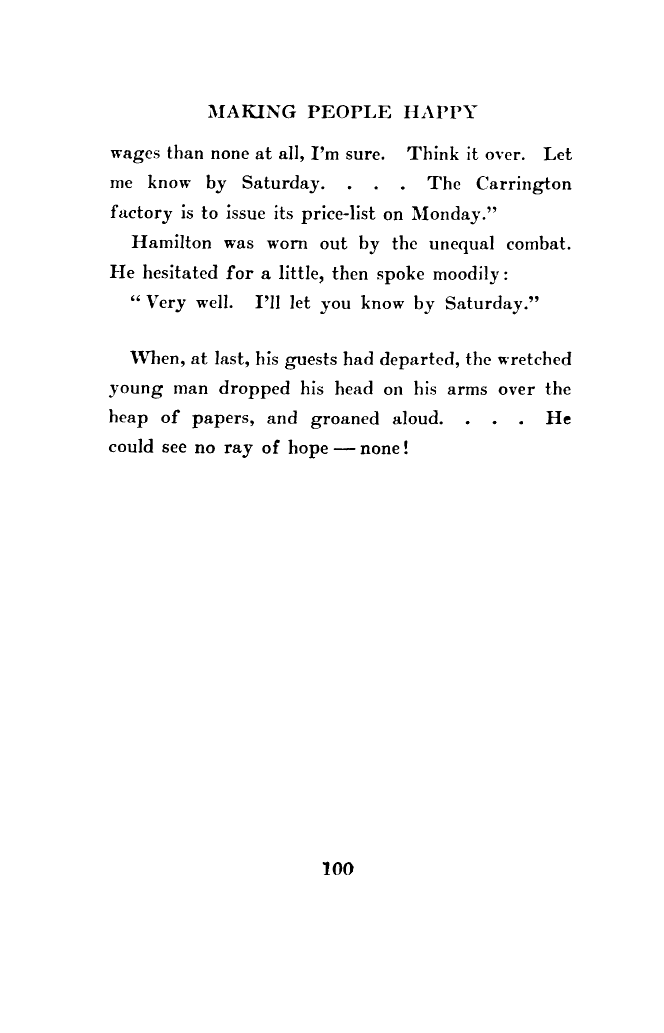 MAKING PEOPLE HAPPY
wages than none at all, I'm sure. Think it over. Let
me know by Saturday. . . . The Carrington
factory is to issue its price-list on Monday."
Hamilton was worn out by the unequal combat.
He hesitated for a little, then spoke moodily:
"Very well. I'll let you know by Saturday."
When, at last, his guests had departed, the wretched
young man dropped his head on his arms over the
heap of papers, and groaned aloud. . . . He
could see no ray of hope — none!
100